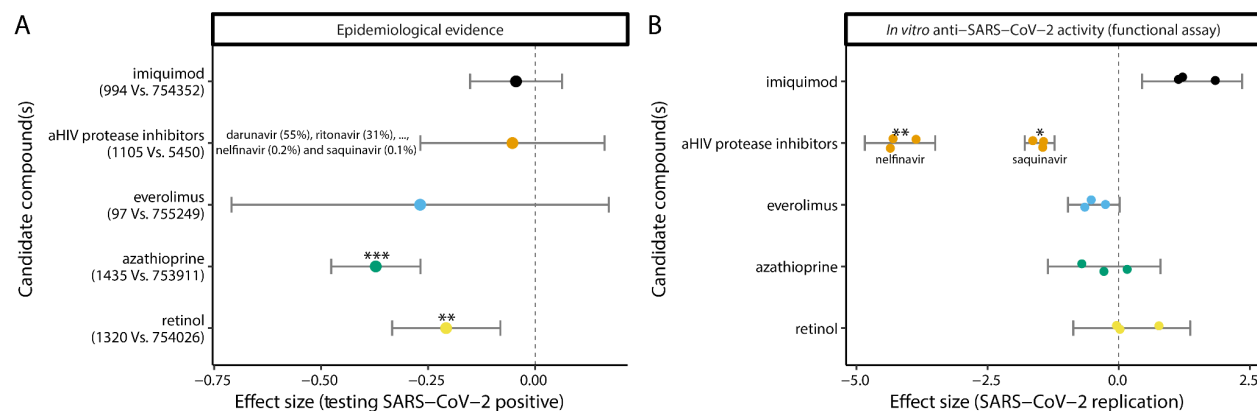 A
Epidemiological evidence
Candidate compound(s)
imiquimod
(994 Vs. 754352)
aHIV protease inhibitors
(1105 Vs. 5450)
darunavir (55%), ritonavir (31%), ...,
nelfinavir (0.2%) and saquinavir (0.1%)
everolimus
(97 Vs. 755249)
***
azathioprine
(1435 Vs. 753911)
**
retinol
(1320 Vs. 754026)
−0.75 −0.50 −0.25 0.00
Effect size (testing SARS−CoV−2 positive)
B
In vitro anti−SARS−CoV−2 activity (functional assay)
Candidate compound(s)
imiquimod
** *
aHIV protease inhibitors
nelfinavir saquinavir
everolimus
azathioprine
retinol
−5.0 −2.5 0.0 2.5
Effect size (SARS−CoV−2 replication)